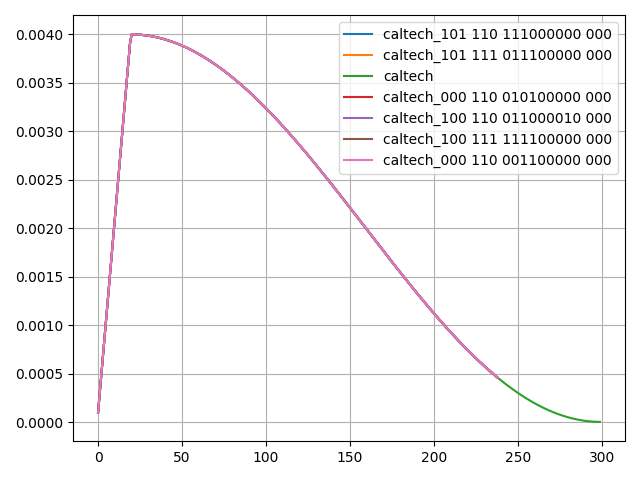 0.0040
0.0035
0.0030
0.0025
0.0020
0.0015
0.0010
0.0005
0.0000
0 50 100 150 200 250 300
caltech_101 110 111000000 000
caltech_101 111 011100000 000
caltech
caltech_000 110 010100000 000
caltech_100 110 011000010 000
caltech_100 111 111100000 000
caltech_000 110 001100000 000